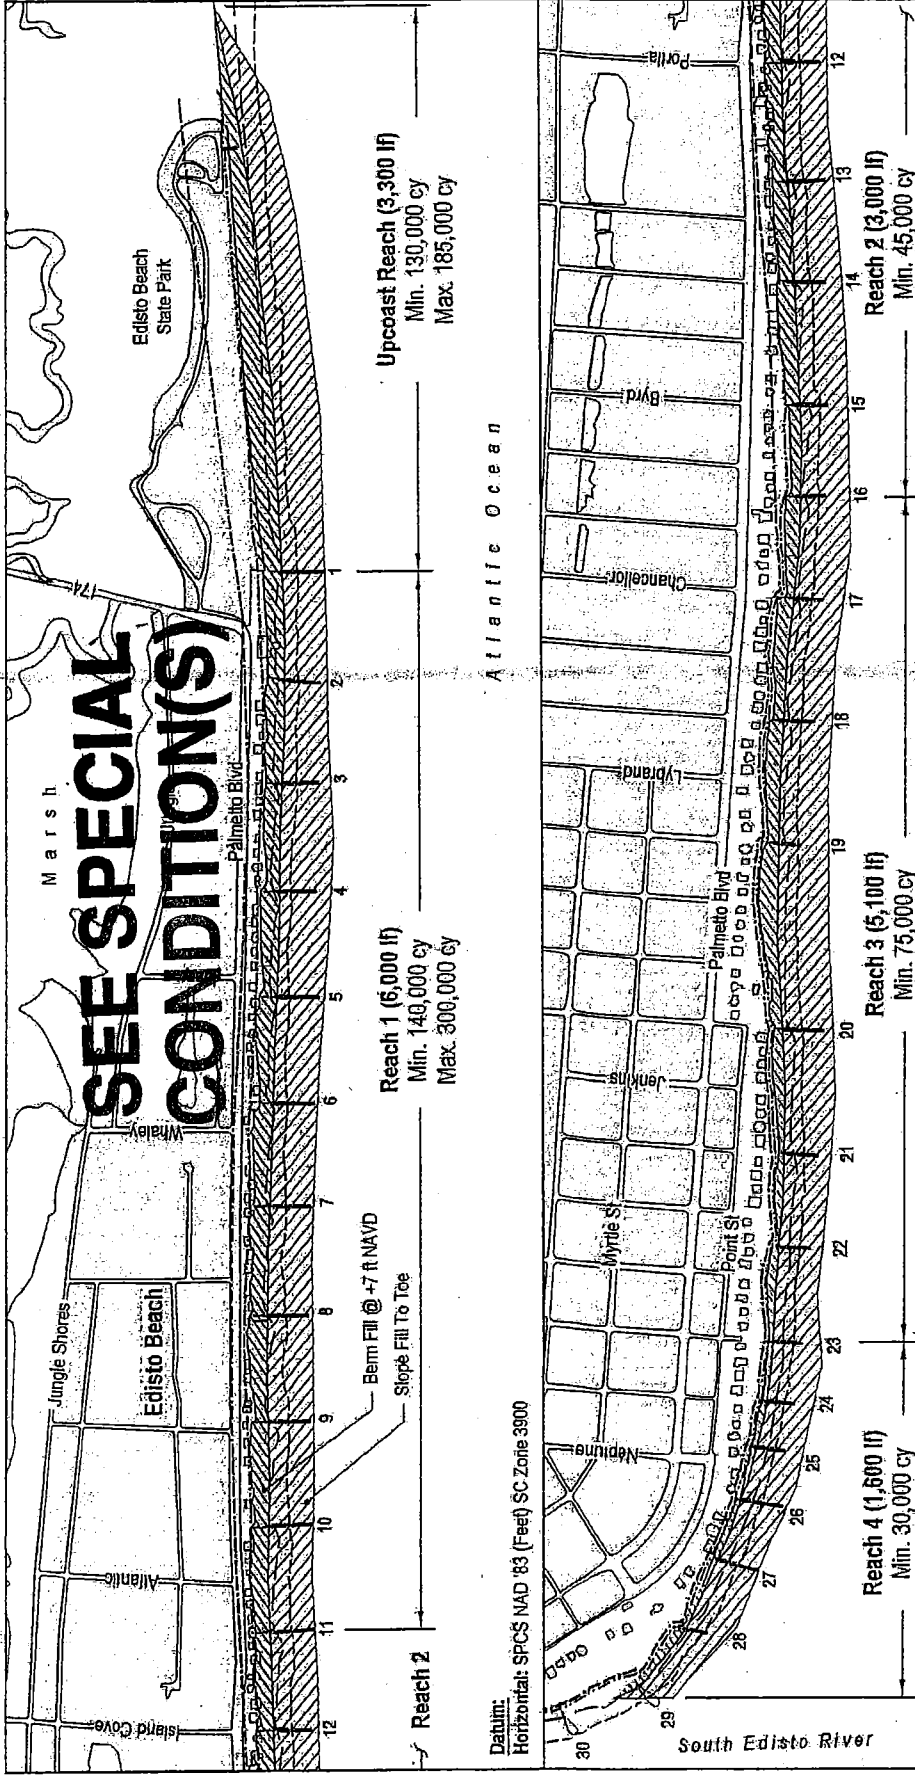 Marsh
SEE SPECIAL
CONDITION(S)
174
Edisto Beach
State Park
Jungle Shores
Edisto Beach
Whaley
Atlantic
Island Cove
Palmetto Blvd
Berm Fill @ +7 ft NAVD
Slope Fill To Toe
12
11
10
9
8
7
6
5
4
3
2
1
Reach 2
Reach 1 (6,000 lf)
Min. 140,000 cy
Max. 300,000 cy
Upcoast Reach (3,300 lf)
Min. 130,000 cy
Max. 185,000 cy
Atlantic Ocean
Datum:
Horizontal: SPCS NAD '83 (Feet) SC Zone 3900
Neptune
Myrtle St
Point St
Jenkins
Palmetto Blvd
Lybrand
Chancellor
Byrd
Portia
30
29
28
27
26
25
24
23
22
21
20
19
18
17
16
15
14
13
12
South Edisto River
Reach 4 (1,600 lf)
Min. 30,000 cy
Reach 3 (5,100 lf)
Min. 75,000 cy
Reach 2 (3,000 lf)
Min. 45,000 cy